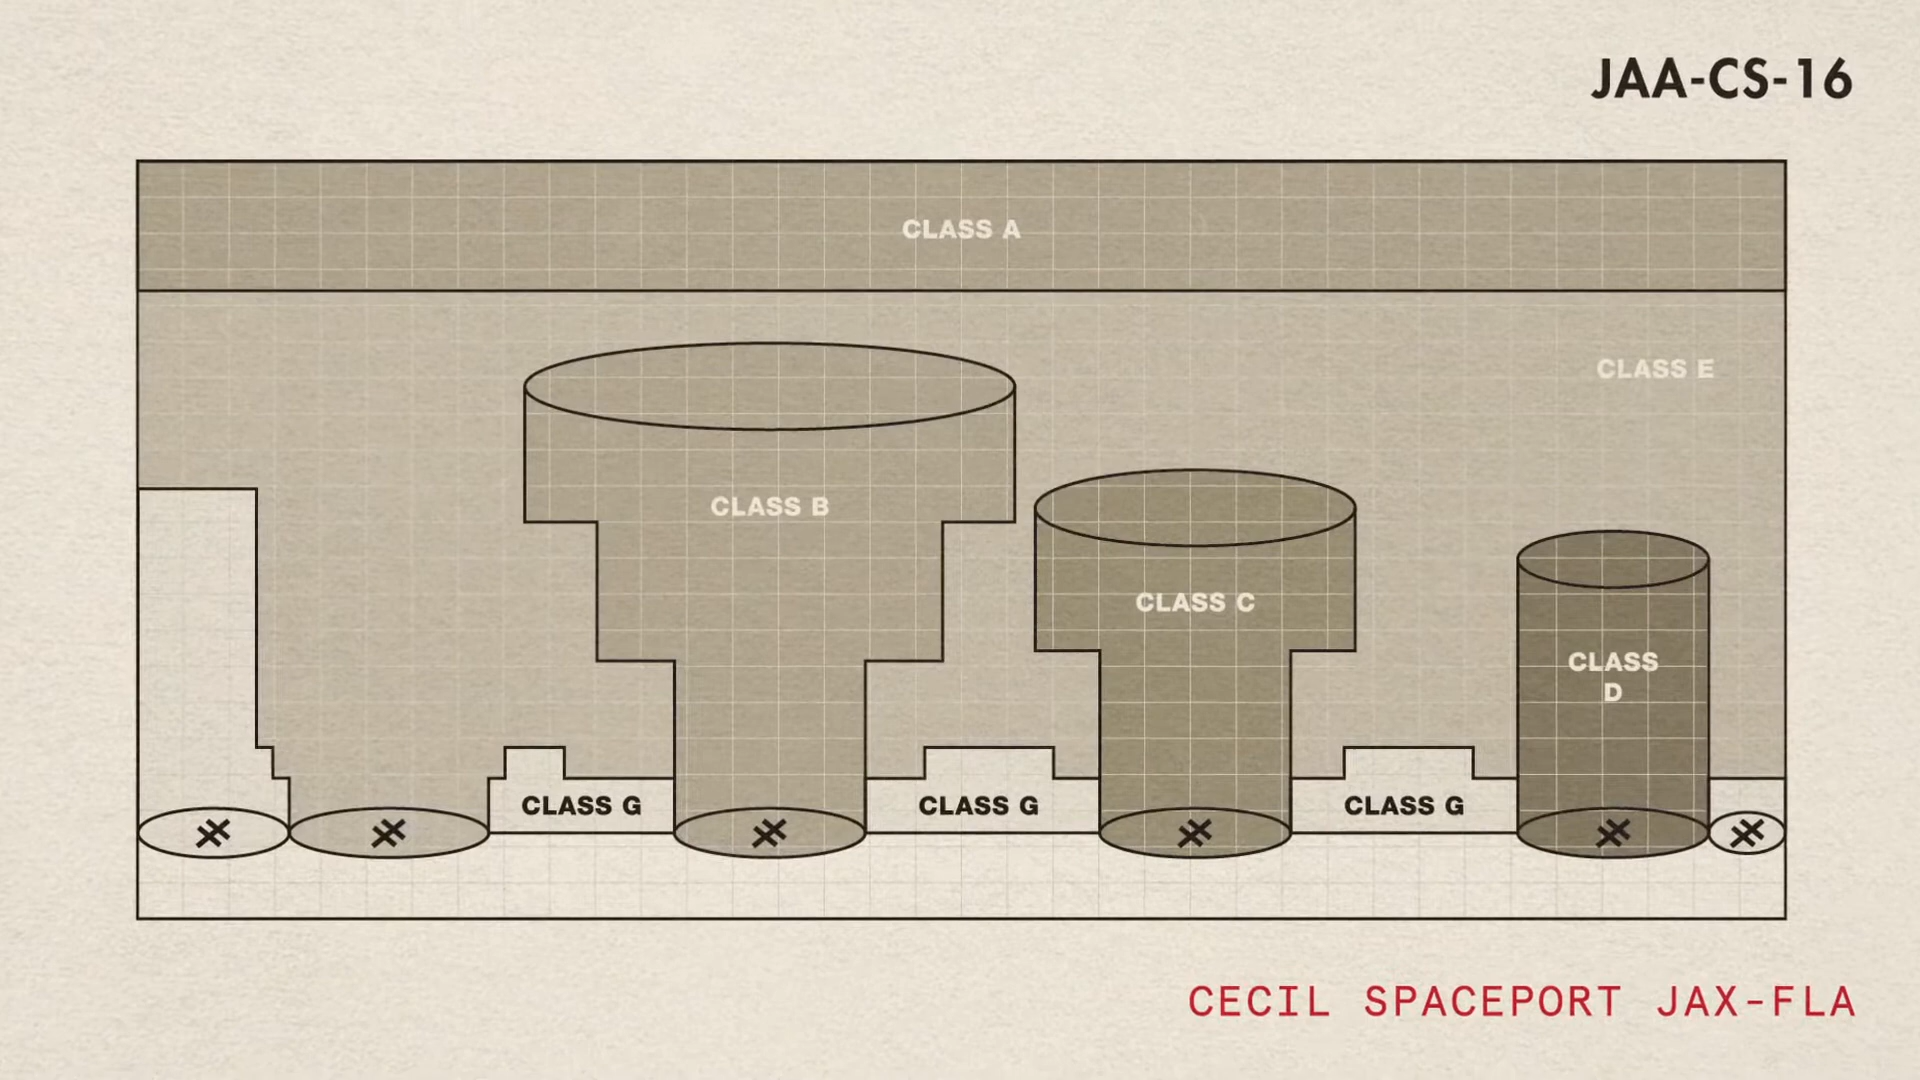 JAA-CS-16
CLASS A
CLASS E
CLASS B
CLASS C
CLASS
D
CLASS G
CLASS G
CLASS G
CECIL SPACEPORT JAX-FLA